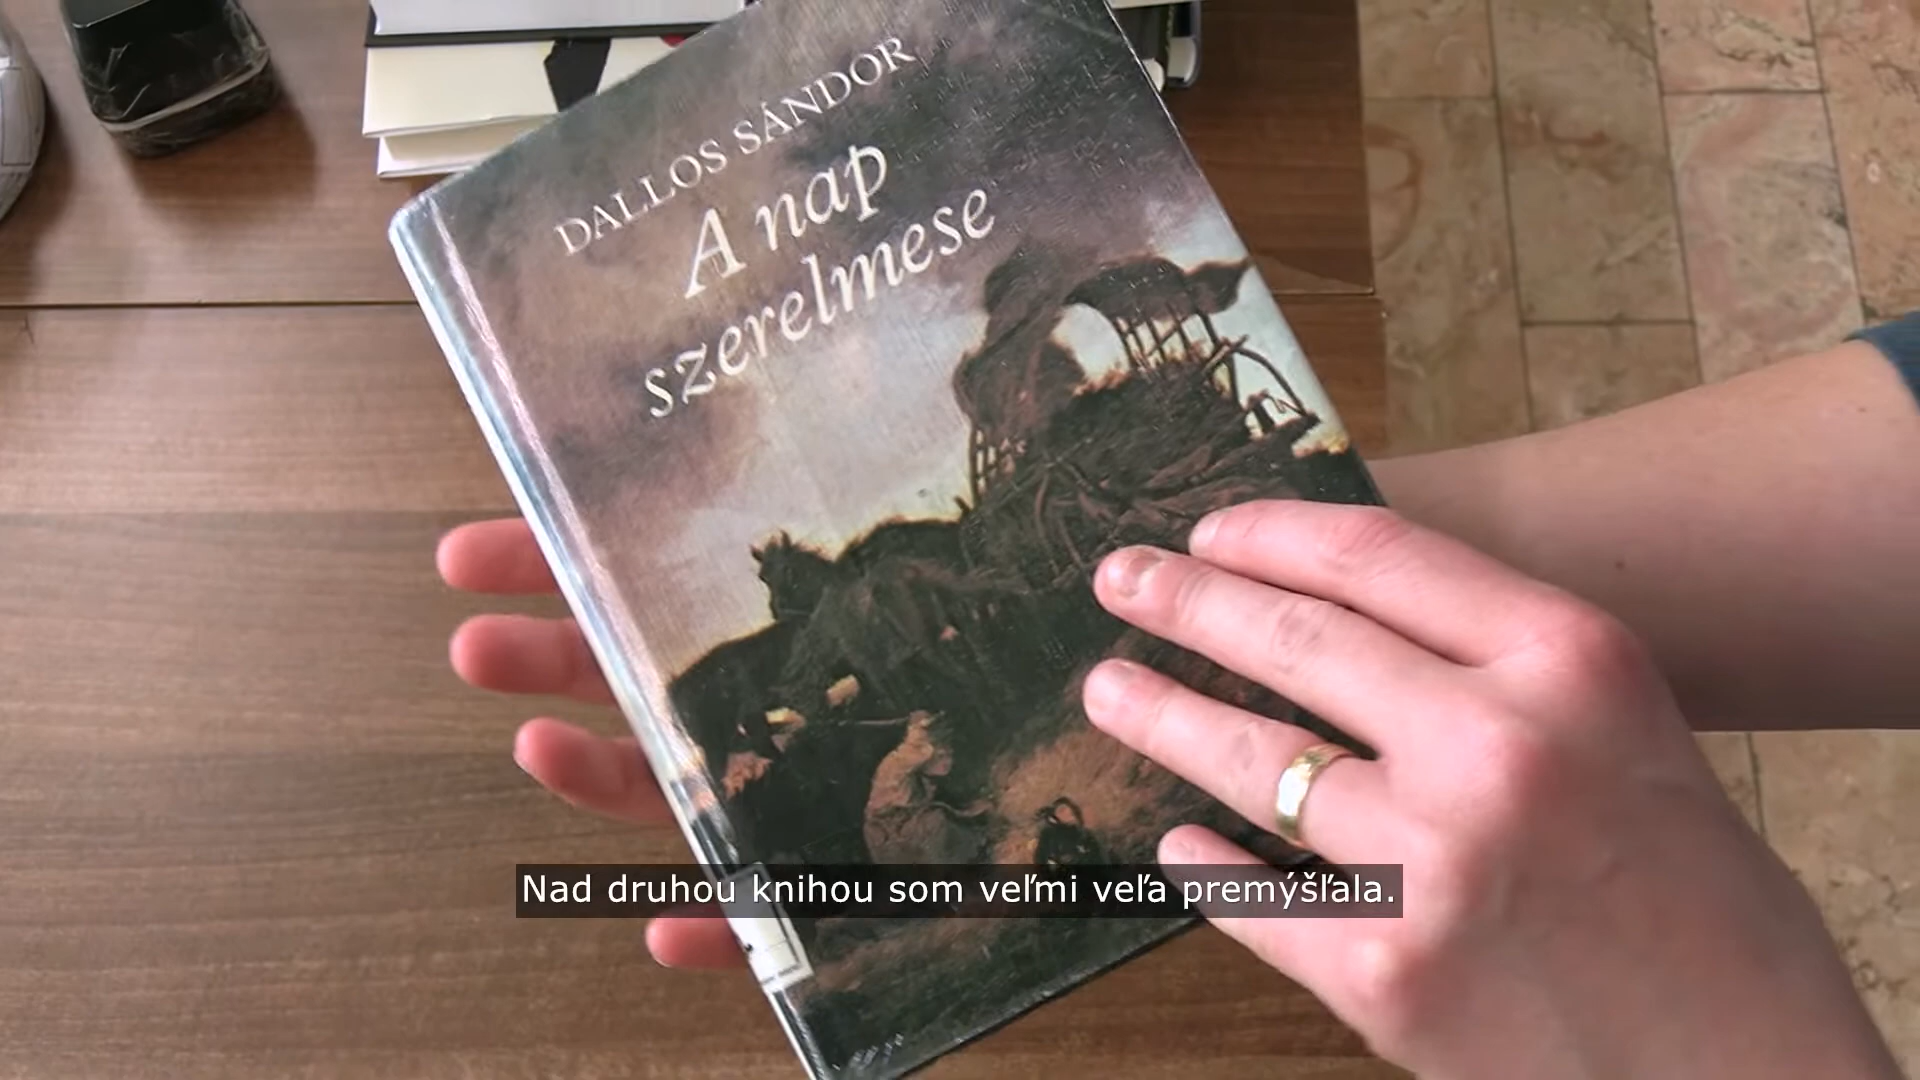 DALLOS SÁNDOR
A nap
szerelmese
Nad druhou knihou som veľmi veľa premýšľala.